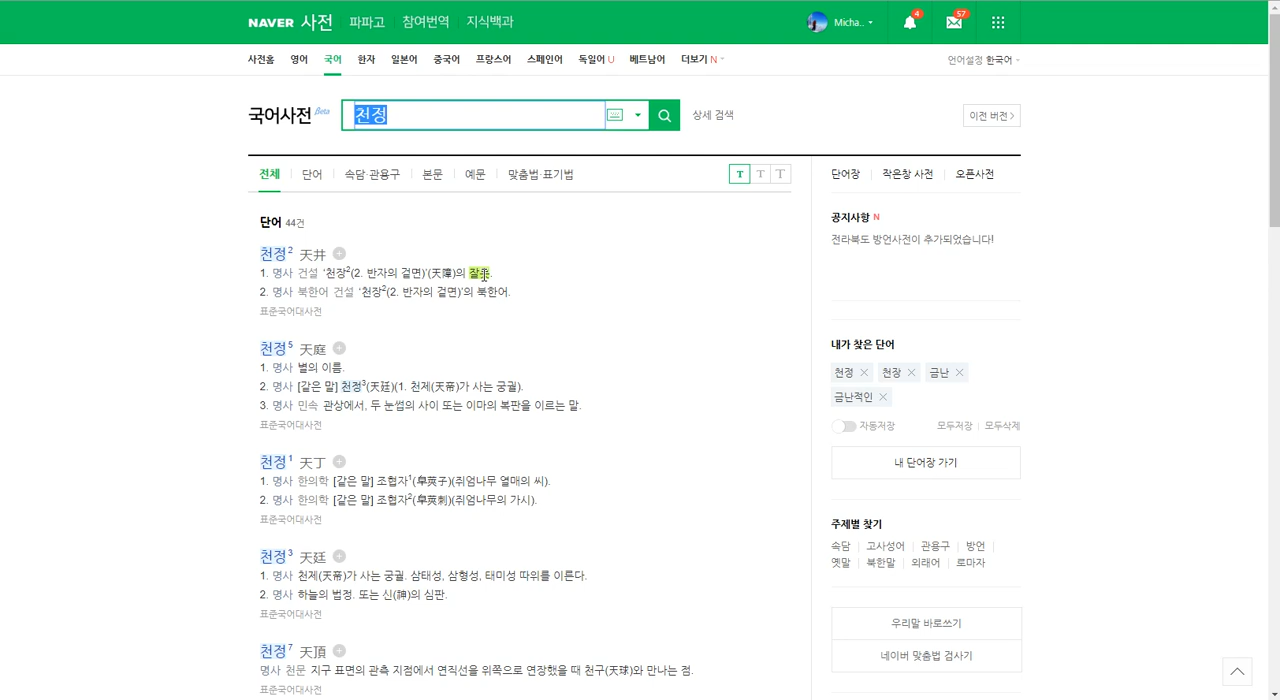 NAVER 사전 파파고 참여번역 지식백과 Micha.. 4 57
사전홈 영어 국어 한자 일본어 중국어 프랑스어 스페인어 독일어 U 베트남어 더보기 N 언어설정 한국어
국어사전 Beta 천정 상세 검색 이전 버전 >
전체 단어 속담·관용구 본문 예문 맞춤법·표기법 T T T
단어 44건
천정2 天井
1. 명사 건설 ‘천장2(2. 반자의 겉면)’(天障)의
2. 명사 북한어 건설 ‘천장2(2. 반자의 겉면)’의 북한어.
표준국어대사전
천정5 天庭
1. 명사 별의 이름.
2. 명사 [같은 말] 천정3(天廷)(1. 천제(天帝)가 사는 궁궐).
3. 명사 민속 관상에서, 두 눈썹의 사이 또는 이마의 복판을 이르는 말.
표준국어대사전
천정1 天丁
1. 명사 한의학 [같은 말] 조협자1(皁莢子)(쥐엄나무 열매의 씨).
2. 명사 한의학 [같은 말] 조협자2(皁莢刺)(쥐엄나무의 가시).
표준국어대사전
천정3 天廷
1. 명사 천제(天帝)가 사는 궁궐. 삼태성, 삼형성, 태미성 따위를 이른다.
2. 명사 하늘의 법정. 또는 신(神)의 심판.
표준국어대사전
천정7 天頂
명사 천문 지구 표면의 관측 지점에서 연직선을 위쪽으로 연장했을 때 천구(天球)와 만나는 점.
표준국어대사전
단어장 작은창 사전 오픈사전
공지사항 N
전라북도 방언사전이 추가되었습니다!
내가 찾은 단어
천정 × 천장 × 금난 ×
금난적인 ×
자동저장 모두저장 모두삭제
내 단어장 가기
주제별 찾기
속담 고사성어 관용구 방언
옛말 북한말 외래어 로마자
우리말 바로쓰기
네이버 맞춤법 검사기